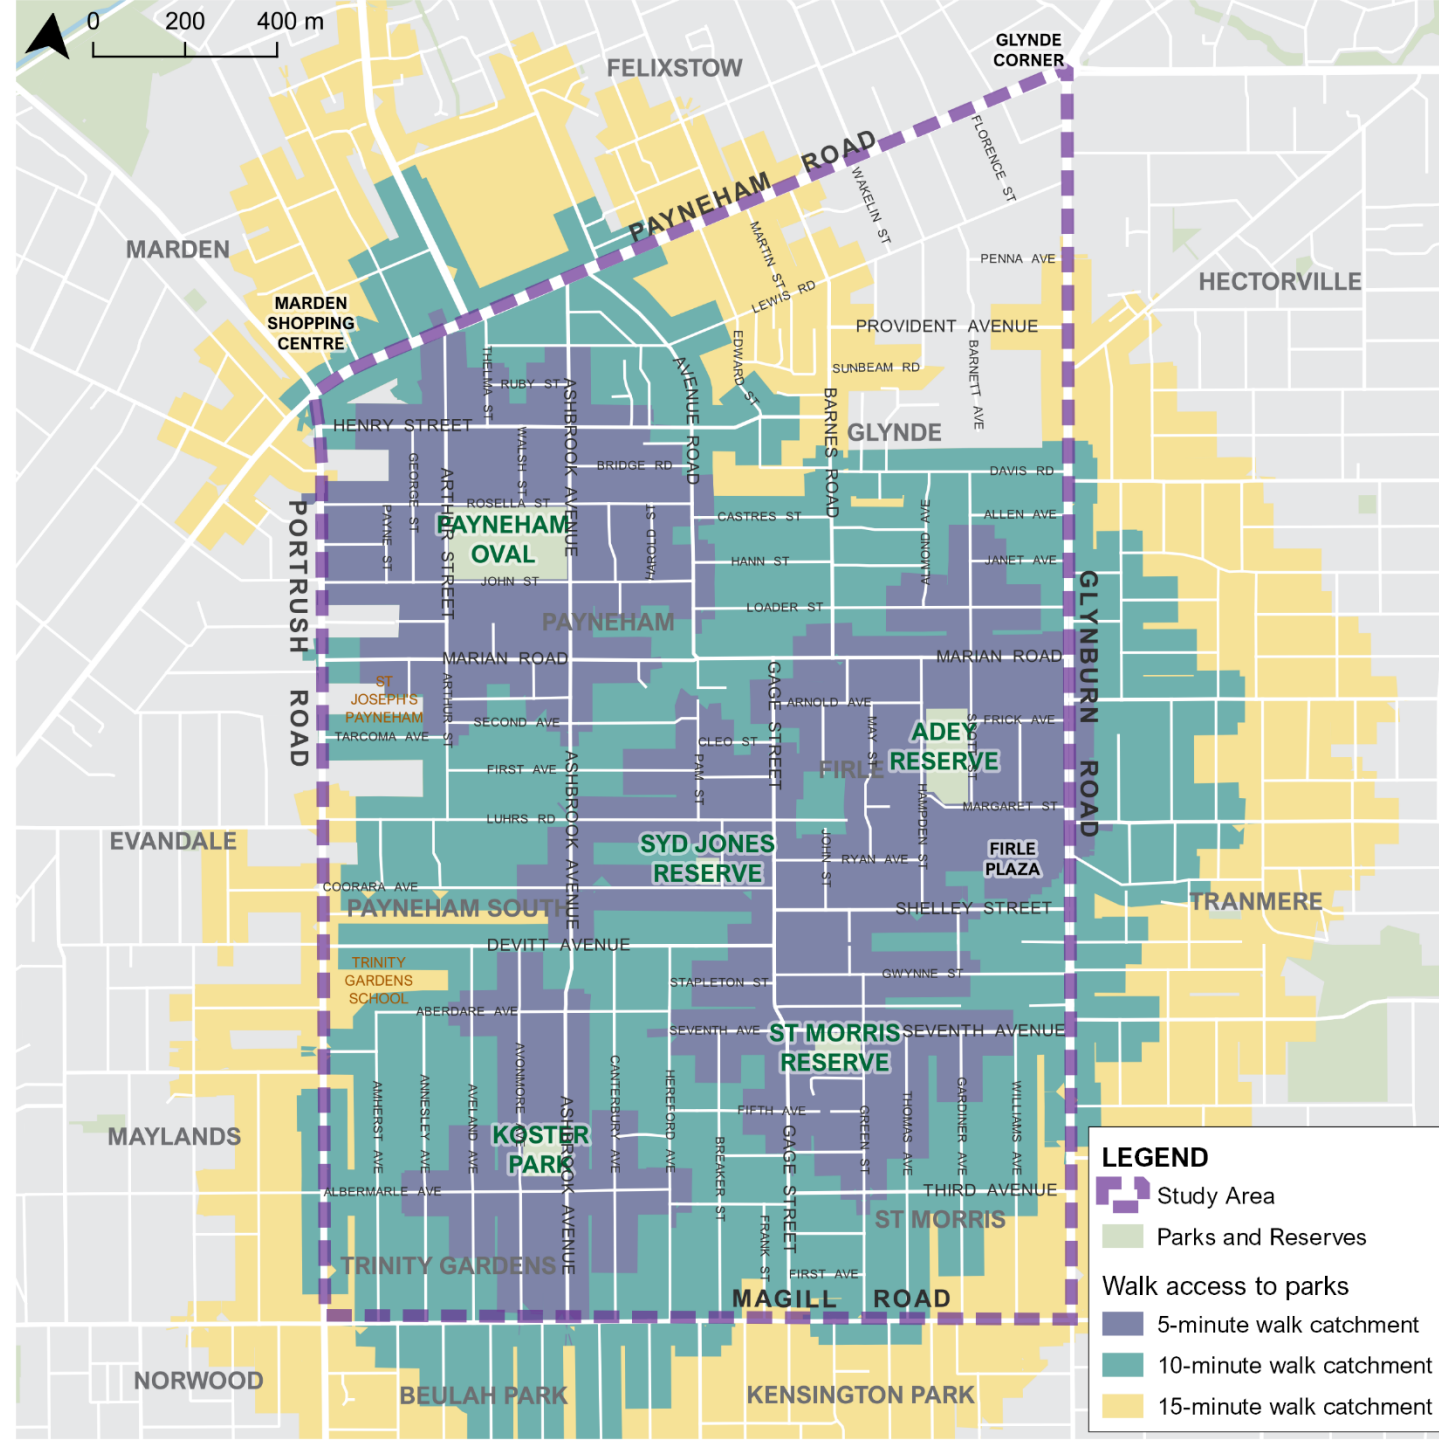 0 200 400 m
GLYNDE
CORNER
FELIXSTOW
FLORENCE ST
PAYNEHAM ROAD
WAKELIN ST
MARDEN
MARTIN ST
PENNA AVE
HECTORVILLE
LEWIS RD
MARDEN
SHOPPING
CENTRE
PROVIDENT AVENUE
EDWARD ST
BARNETT AVE
THELMA ST
AVENUE ROAD
SUNBEAM RD
RUBY ST
ASHBROOK AVENUE
BARNES ROAD
HENRY STREET
GLYNDE
WALSH ST
GEORGE ST
BRIDGE RD
DAVIS RD
ARTHUR STREET
PORTRUSH ROAD
ROSELLA ST
PAYNE ST
HAROLD ST
CASTRES ST
ALMOND AVE
ALLEN AVE
PAYNEHAM
OVAL
HANN ST
JANET AVE
JOHN ST
GLYNBURN ROAD
LOADER ST
PAYNEHAM
MARIAN ROAD
MARIAN ROAD
GAGE STREET
ST
JOSEPH'S
PAYNEHAM
ARTHUR ST
ARNOLD AVE
SECOND AVE
MAY ST
SCOTT ST
FRICK AVE
TARCOMA AVE
CLEO ST
ADEY
RESERVE
ASHBROOK AVENUE
PAM ST
FIRST AVE
FIRLE
HAMPDEN ST
MARGARET ST
LUHRS RD
EVANDALE
SYD JONES
RESERVE
JOHN ST
RYAN AVE
FIRLE
PLAZA
COORARA AVE
TRANMERE
PAYNEHAM SOUTH
SHELLEY STREET
DEVITT AVENUE
TRINITY
GARDENS
SCHOOL
STAPLETON ST
GWYNNE ST
ABERDARE AVE
SEVENTH AVE
ST MORRIS
RESERVE
SEVENTH AVENUE
AVONMORE AVE
CANTERBURY AVE
HEREFORD AVE
AMHERST AVE
ANNESLEY AVE
AVELAND AVE
THOMAS AVE
GARDINER AVE
WILLIAMS AVE
ASHBROOK AVENUE
FIFTH AVE
GREEN ST
MAYLANDS
KOSTER
PARK
GAGE STREET
BREAKER ST
ALBERMARLE AVE
THIRD AVENUE
FRANK ST
ST MORRIS
TRINITY GARDENS
FIRST AVE
MAGILL ROAD
NORWOOD
BEULAH PARK
KENSINGTON PARK
LEGEND
Study Area
Parks and Reserves
Walk access to parks
5-minute walk catchment
10-minute walk catchment
15-minute walk catchment